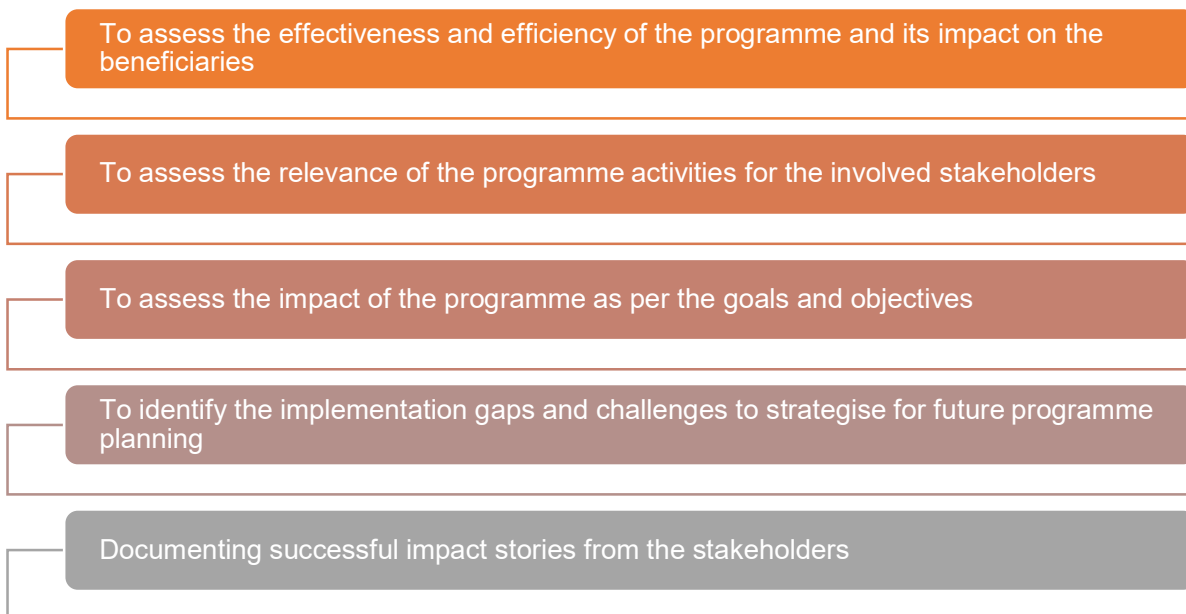 To assess the effectiveness and efficiency of the programme and its impact on the
beneficiaries
To assess the relevance of the programme activities for the involved stakeholders
To assess the impact of the programme as per the goals and objectives
To identify the implementation gaps and challenges to strategise for future programme
planning
Documenting successful impact stories from the stakeholders